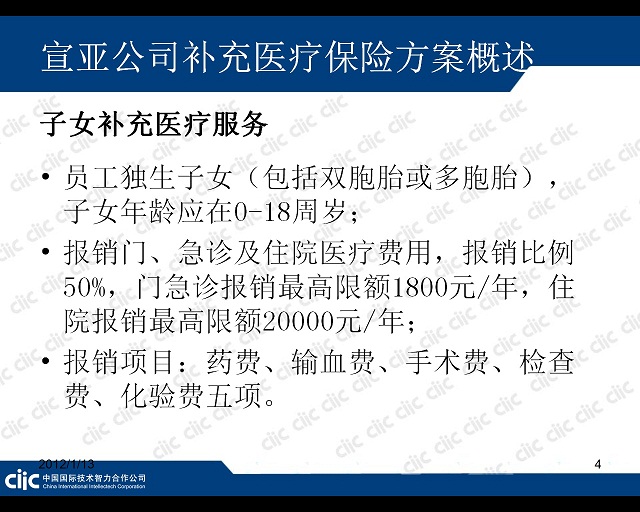 宣亚公司补充医疗保险方案概述
子女补充医疗服务
• 员工独生子女（包括双胞胎或多胞胎），
子女年龄应在0-18周岁；
• 报销门、急诊及住院医疗费用，报销比例
50%，门急诊报销最高限额1800元/年，住
院报销最高限额20000元/年；
• 报销项目：药费、输血费、手术费、检查
费、化验费五项。
2012/1/13
4
ciic 中国国际技术智力合作公司
China International Intellectech Corporation